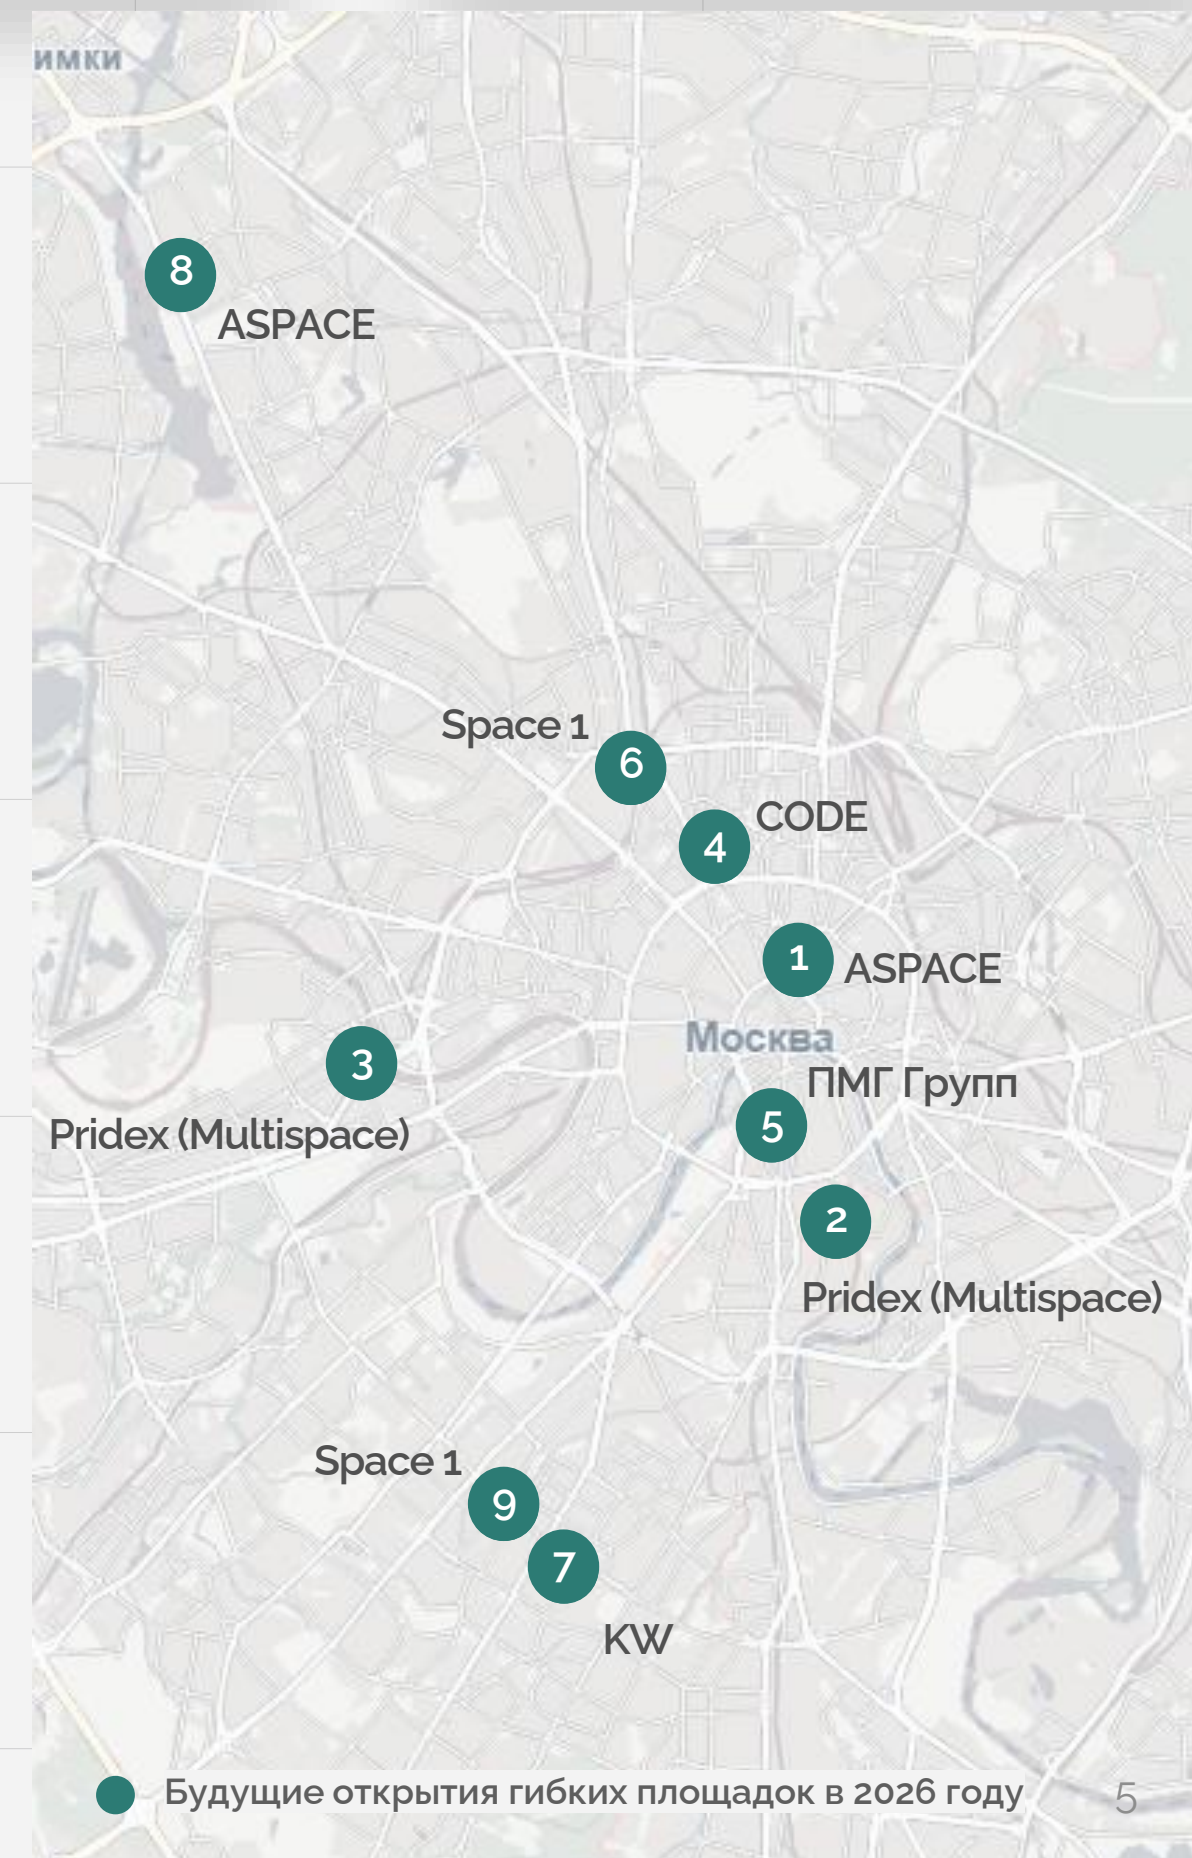 имки
8
ASPACE
Space 1
6
CODE
4
1
ASPACE
Москва
3
ПМГ Групп
5
Pridex (Multispace)
2
Pridex (Multispace)
Space 1
9
7
KW
Будущие открытия гибких площадок в 2026 году
5